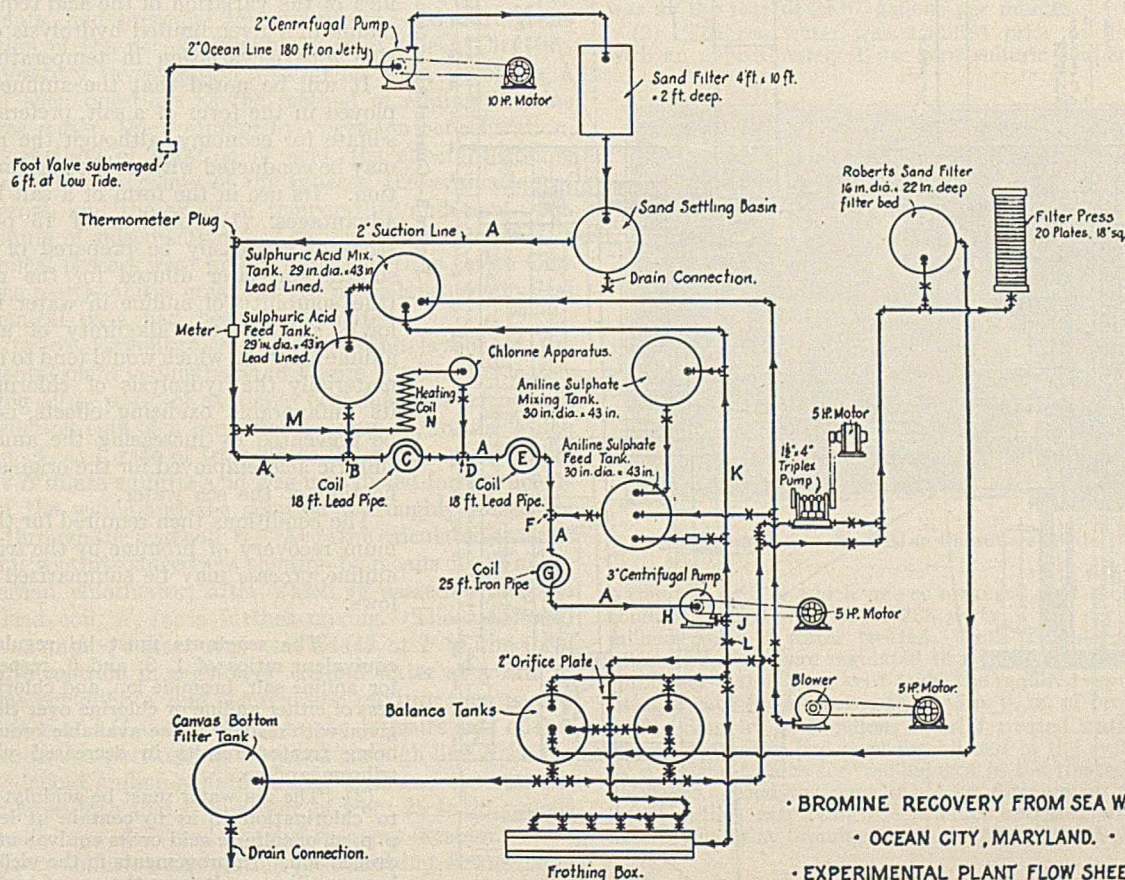 2" Cenrifugal Pump
2" Ocean Line 180 ft. on Jetty
10 HP. Motor
Sand Filter 4 ft. x 10 ft.
x 2 ft. deep.
Foot Valve submerged
6 ft. at Low Tide.
Roberts Sand Filter
16 in. dia. x 22 in. deep
filter bed
Filter Press
20 Plates, 18" sq.
Thermometer Plug
2" Suction Line A
Sand Settling Basin
Drain Connection.
Sulphuric Acid Mix.
Tank. 29 in. dia. x 43 in
Lead Lined.
Meter
Sulphuric Acid
Feed Tank.
29 in. dia. x 43 in.
Lead Lined.
Chlorine Apparatus.
Heating
Coil
N
Aniline Sulphate
Mixing Tank.
30 in. dia. x 43 in.
5 HP. Motor
1½" x 4"
Triplex
Pump
M
A
B
C
D
A
E
K
Coil
18 ft. Lead Pipe.
Coil
18 ft. Lead Pipe.
Aniline Sulphate
Feed Tank.
30 in. dia. x 43 in.
F
A
G
Coil
25 ft. Iron Pipe
3" Centrifugal Pump
A
H
J
L
5 HP. Motor
2" Orifice Plate
Balance Tanks
Blower
5 HP. Motor.
Canvas Bottom
Filter Tank
Drain Connection.
Frothing Box.
• BROMINE RECOVERY FROM SEA
• OCEAN CITY, MARYLAND. •
• EXPERIMENTAL PLANT FLOW